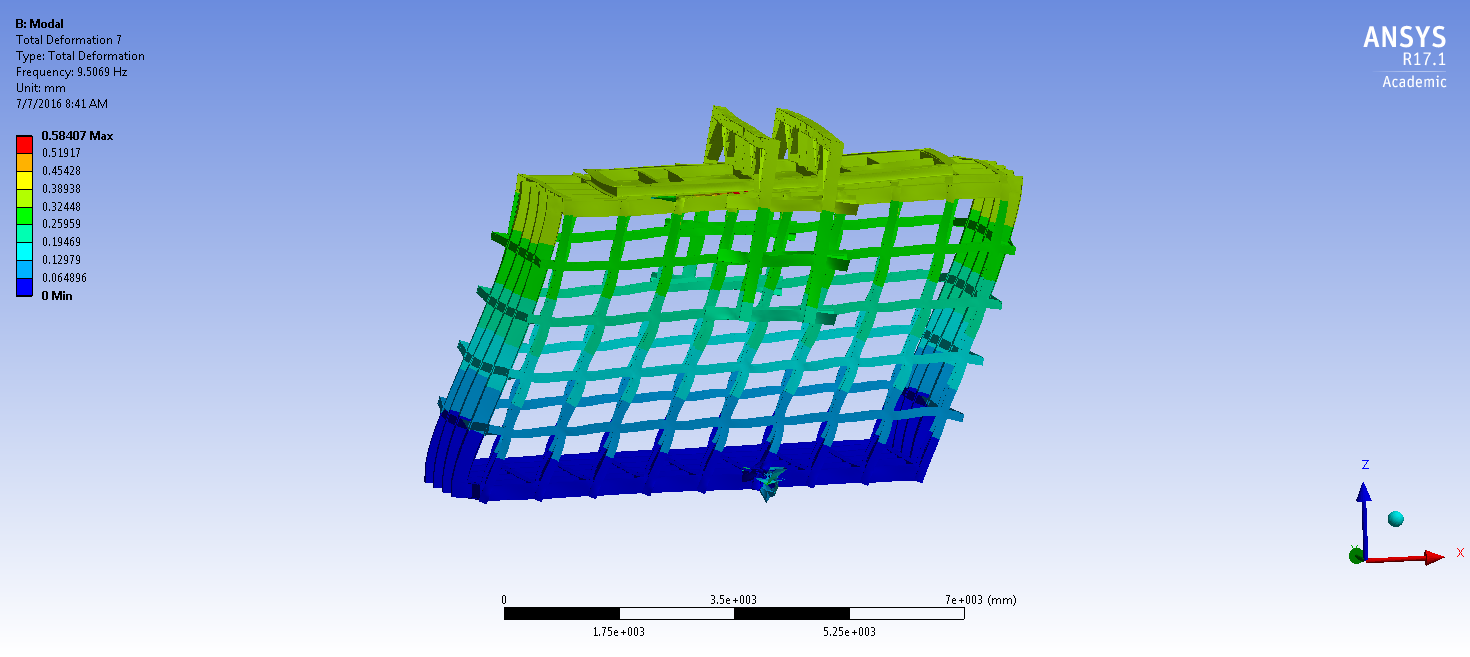 B: Modal
Total Deformation 7
Type: Total Deformation
Frequency: 9.5069 Hz
Unit: mm
7/7/2016 8:41 AM
0.58407 Max
0.51917
0.45428
0.38938
0.32448
0.25959
0.19469
0.12979
0.064896
0 Min
ANSYS
R17.1
Academic
Z
Y
X
0 3.5e+003 7e+003 (mm)
1.75e+003 5.25e+003